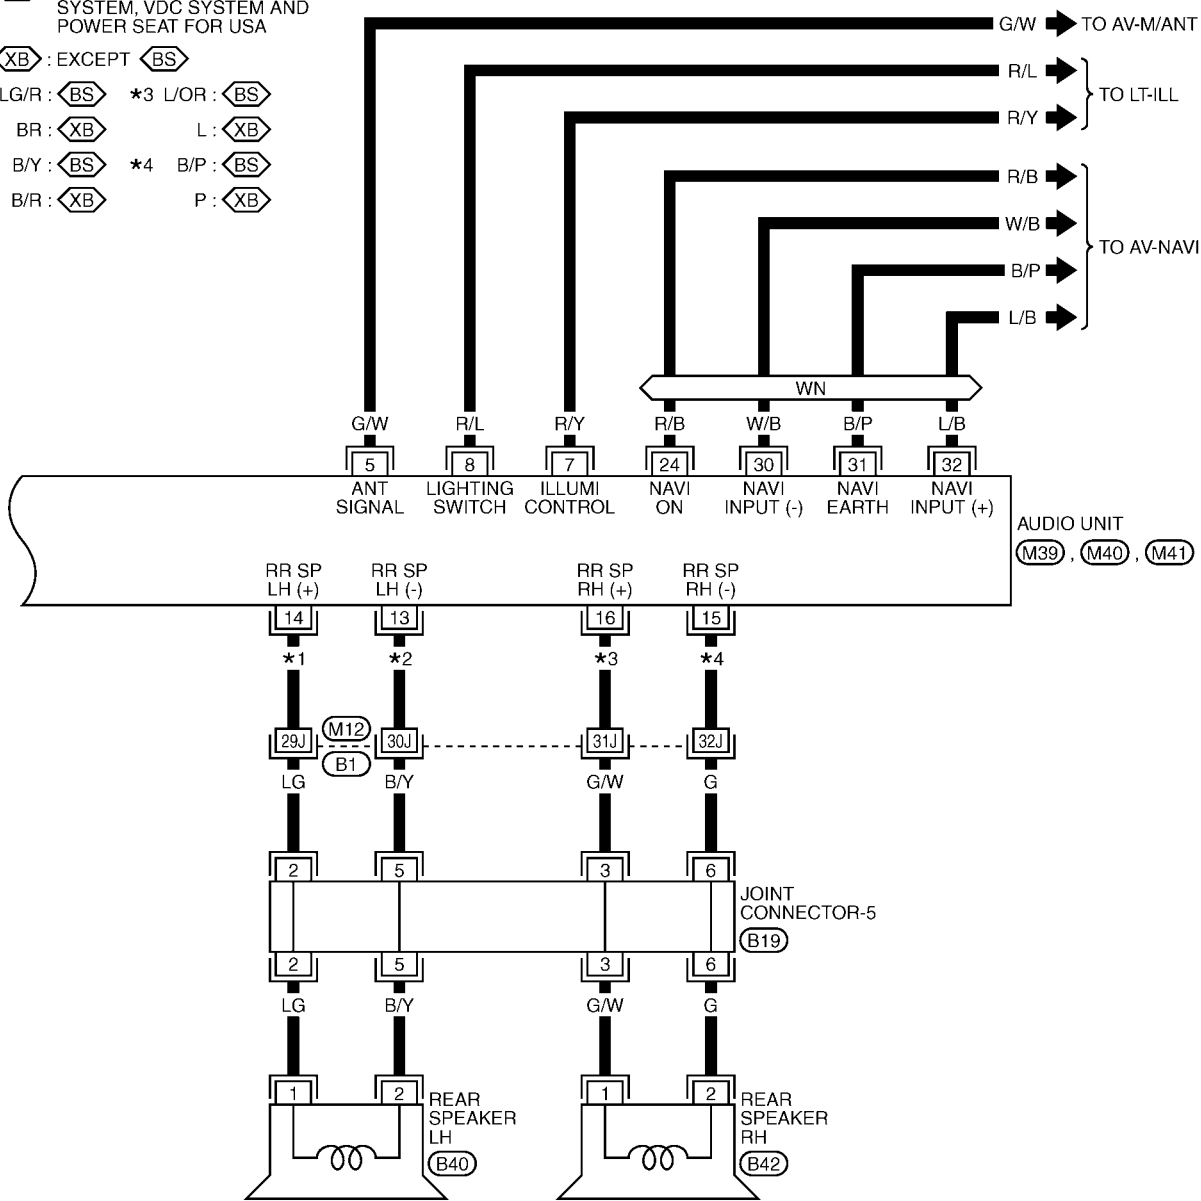 SYSTEM, VDC SYSTEM AND
POWER SEAT FOR USA
XB : EXCEPT BS
LG/R : BS ★3 L/OR : BS
BR : XB L : XB
B/Y : BS ★4 B/P : BS
B/R : XB P : XB
G/W TO AV-M/ANT
R/L
TO LT-ILL
R/Y
R/B
W/B
TO AV-NAVI
B/P
L/B
WN
G/W R/L R/Y R/B W/B B/P L/B
5 8 7 24 30 31 32
ANT LIGHTING ILLUMI NAVI NAVI NAVI NAVI
SIGNAL SWITCH CONTROL ON INPUT (-) EARTH INPUT (+)
AUDIO UNIT
M39 , M40 , M41
RR SP RR SP RR SP RR SP
LH (+) LH (-) RH (+) RH (-)
14 13 16 15
★1 ★2 ★3 ★4
M12
29J 30J 31J 32J
B1
LG B/Y G/W G
2 5 3 6
JOINT
CONNECTOR-5
B19
2 5 3 6
LG B/Y G/W G
1 2 1 2
REAR REAR
SPEAKER SPEAKER
LH RH
B40 B42